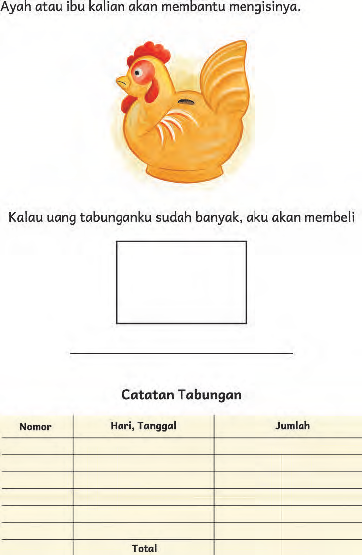 Ayah atau ibu kalian akan membantu mengisinya.
Kalau uang tabunganku sudah banyak, aku akan membeli
Catatan Tabungan
Nomor Hari, Tanggal Jumlah
Total